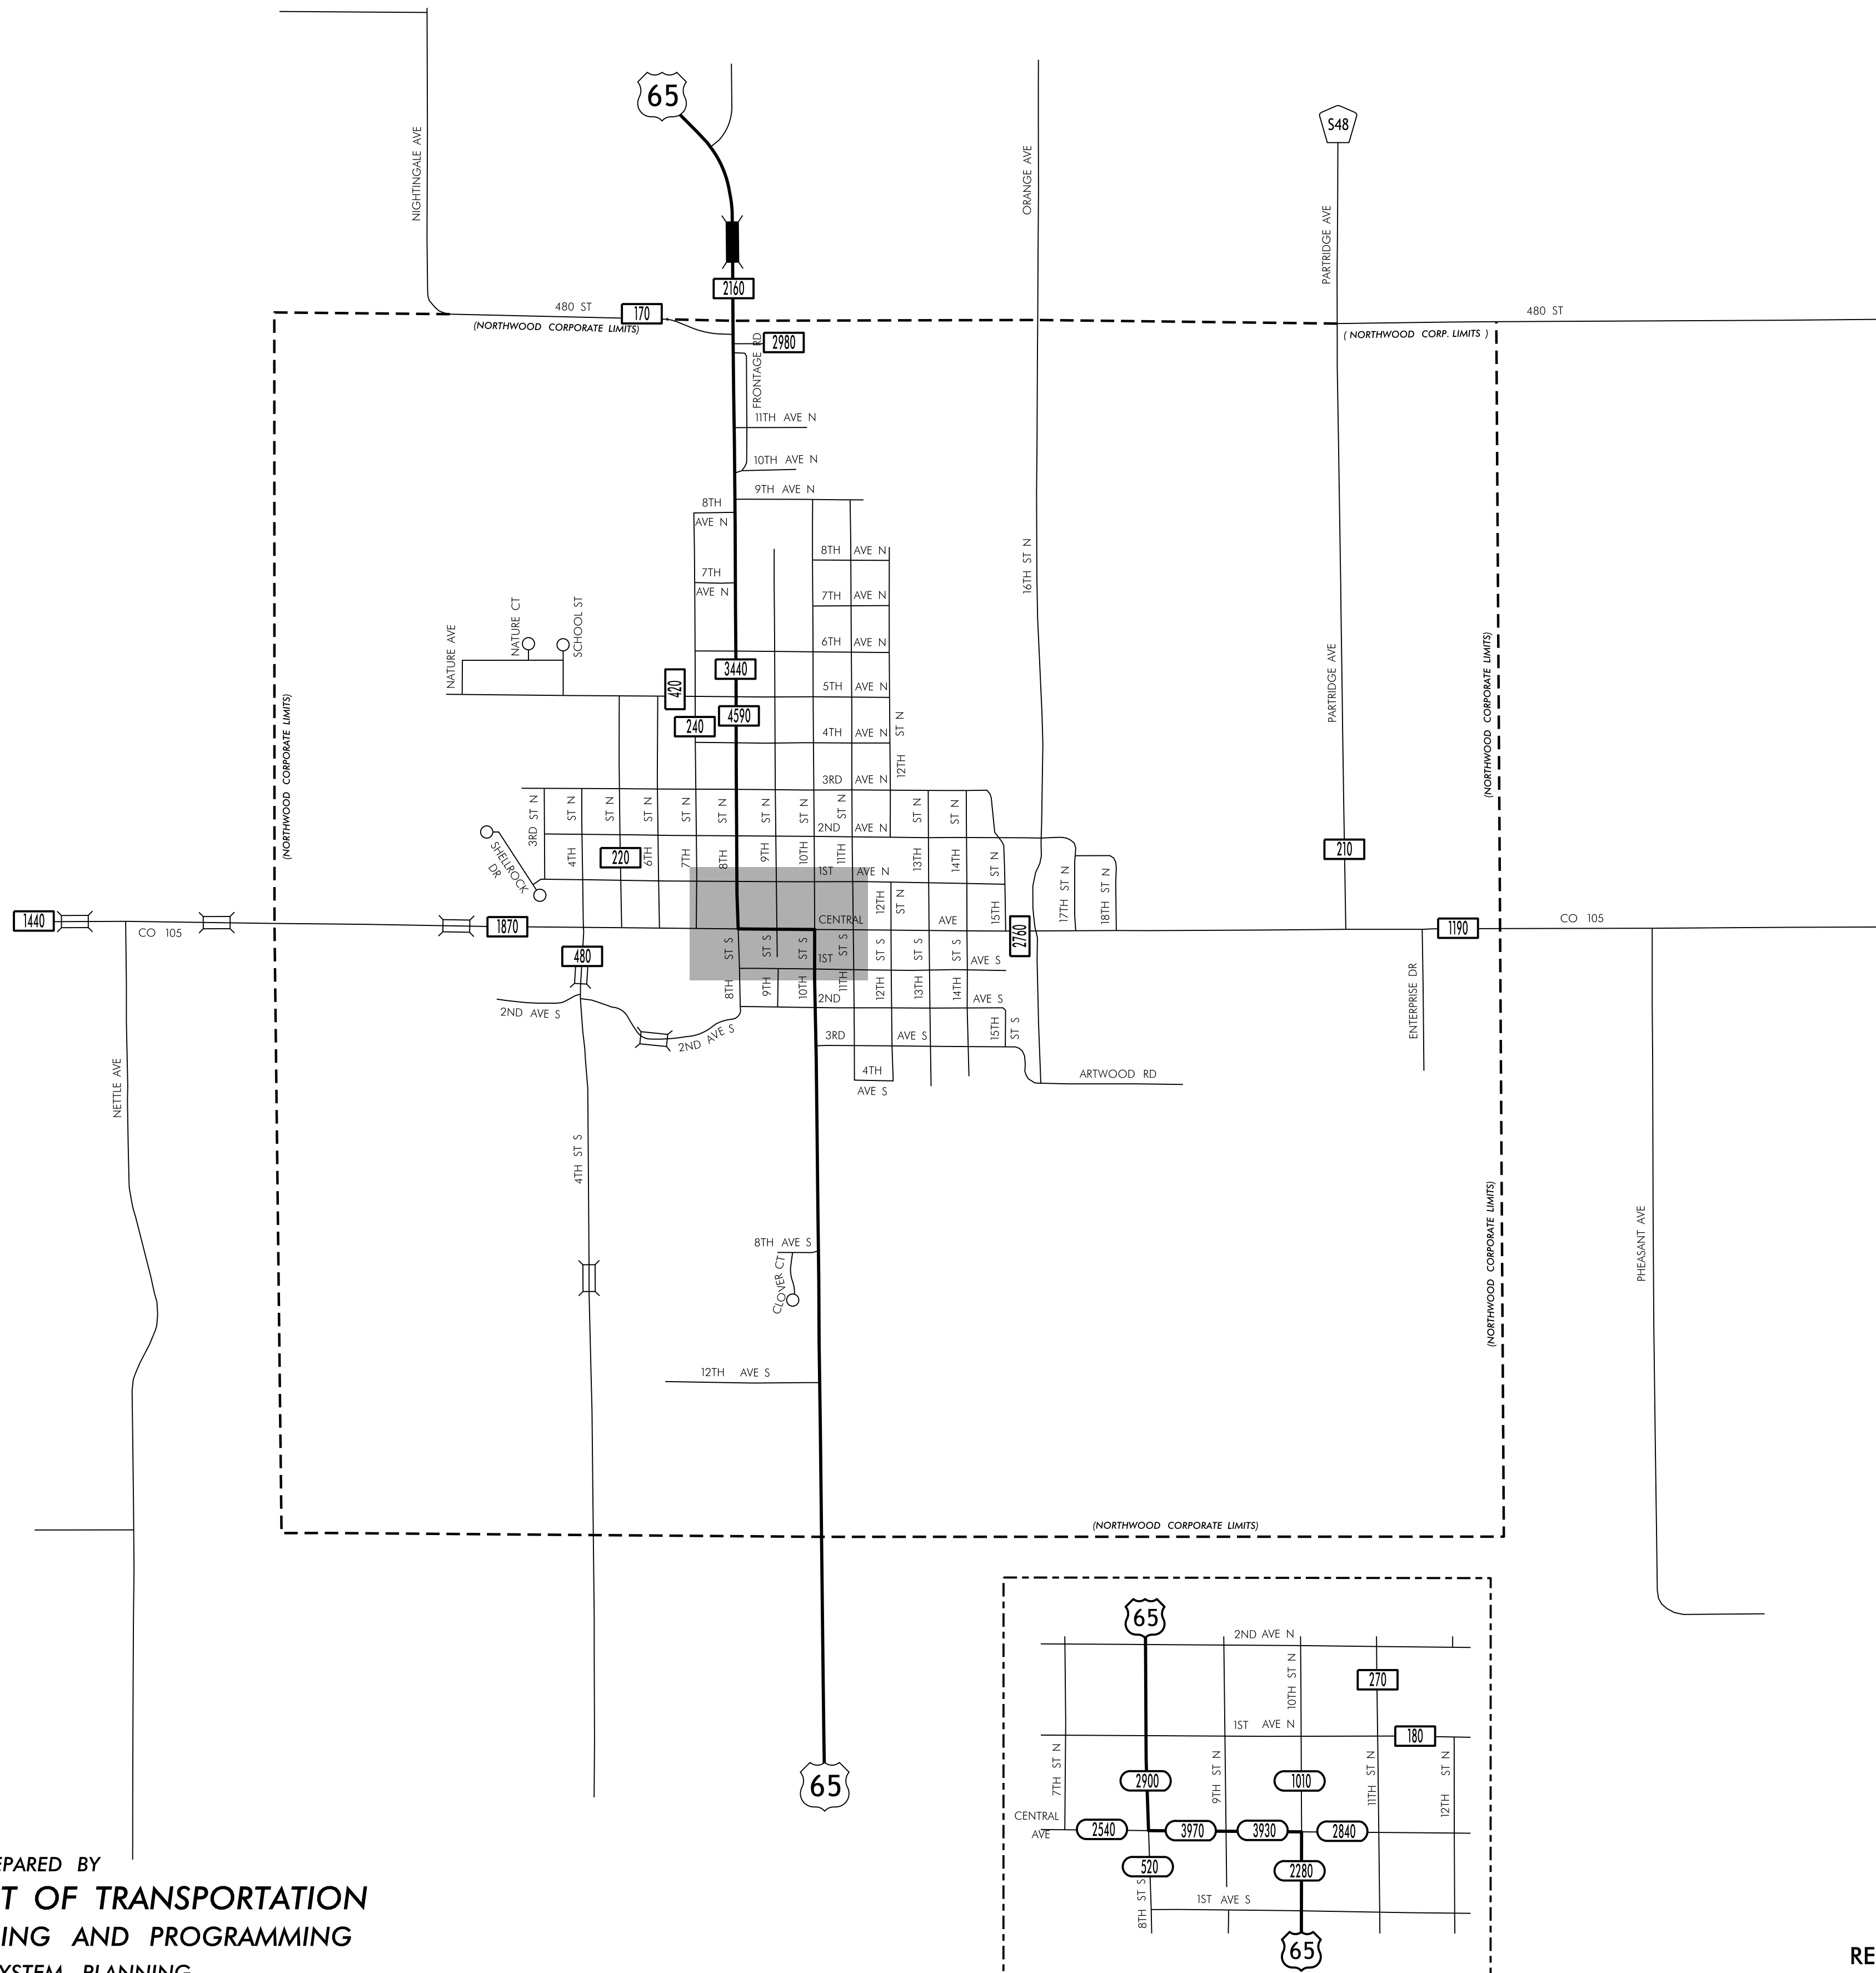 65
S48
NIGHTINGALE AVE
ORANGE AVE
PARTRIDGE AVE
2160
480 ST
170
(NORTHWOOD CORPORATE LIMITS)
480 ST
( NORTHWOOD CORP. LIMITS )
2980
FRONTAGE RD
11TH AVE N
10TH AVE N
9TH AVE N
8TH
AVE N
8TH AVE N
16TH ST N
7TH
AVE N
7TH AVE N
NATURE AVE
NATURE CT
SCHOOL ST
6TH AVE N
(NORTHWOOD CORPORATE LIMITS)
3440
420
5TH AVE N
PARTRIDGE AVE
240
4590
4TH AVE N
12TH ST N
(NORTHWOOD CORPORATE LIMITS)
3RD AVE N
3RD ST N
4TH ST N
ST N
6TH ST N
7TH ST N
8TH ST N
9TH ST N
10TH ST N
11TH ST N
13TH ST N
14TH ST N
2ND AVE N
SHELLROCK
DR
220
210
1ST AVE N
12TH ST N
15TH ST N
17TH ST N
18TH ST N
1440
CO 105
1870
CENTRAL AVE
2760
1190
CO 105
480
8TH ST S
9TH ST S
10TH ST S
11TH ST S
12TH ST S
13TH ST S
14TH ST S
1ST AVE S
2ND AVE S
2ND AVE S
2ND AVE S
15TH ST S
3RD AVE S
ENTERPRISE DR
NETTLE AVE
4TH
AVE S
ARTWOOD RD
4TH ST S
8TH AVE S
CLOVER CT
PHEASANT AVE
(NORTHWOOD CORPORATE LIMITS)
12TH AVE S
(NORTHWOOD CORPORATE LIMITS)
65
65
2ND AVE N
10TH ST N
270
1ST AVE N
180
7TH ST N
9TH ST N
11TH ST N
12TH ST N
2900
1010
CENTRAL
AVE
2540
3970
3930
2840
520
2280
8TH ST S
1ST AVE S
65
EPARED BY
T OF TRANSPORTATION
ING AND PROGRAMMING
YSTEM PLANNING
RE